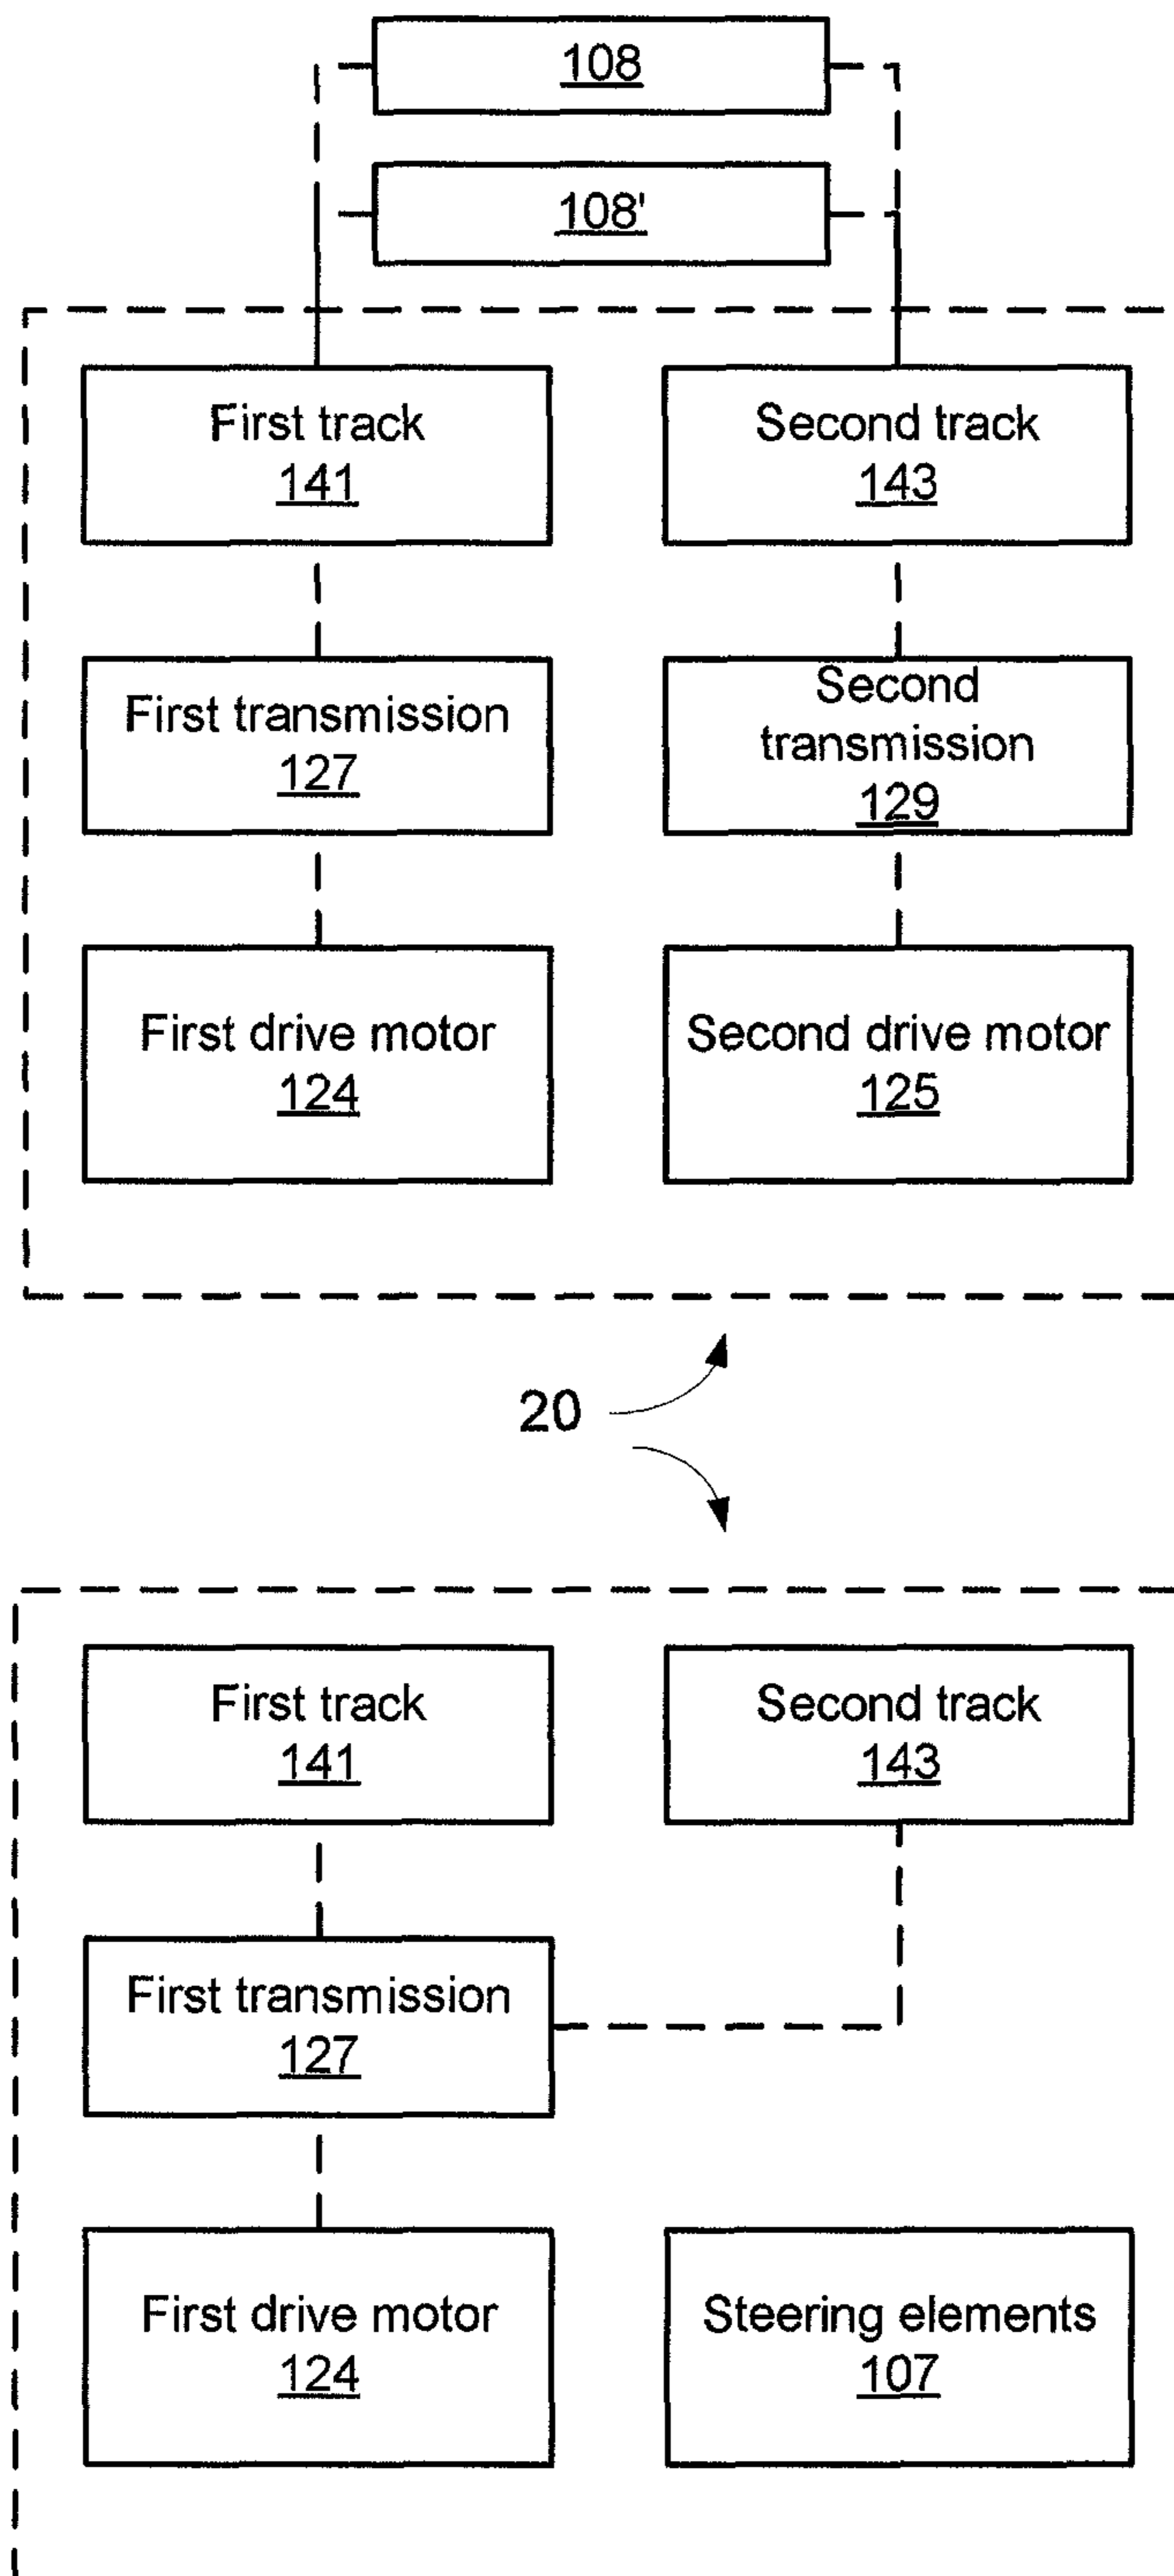 108
108'
First track
141
Second track
143
First transmission
127
Second
transmission
129
First drive motor
124
Second drive motor
125
20
First track
141
Second track
143
First transmission
127
First drive motor
124
Steering elements
107